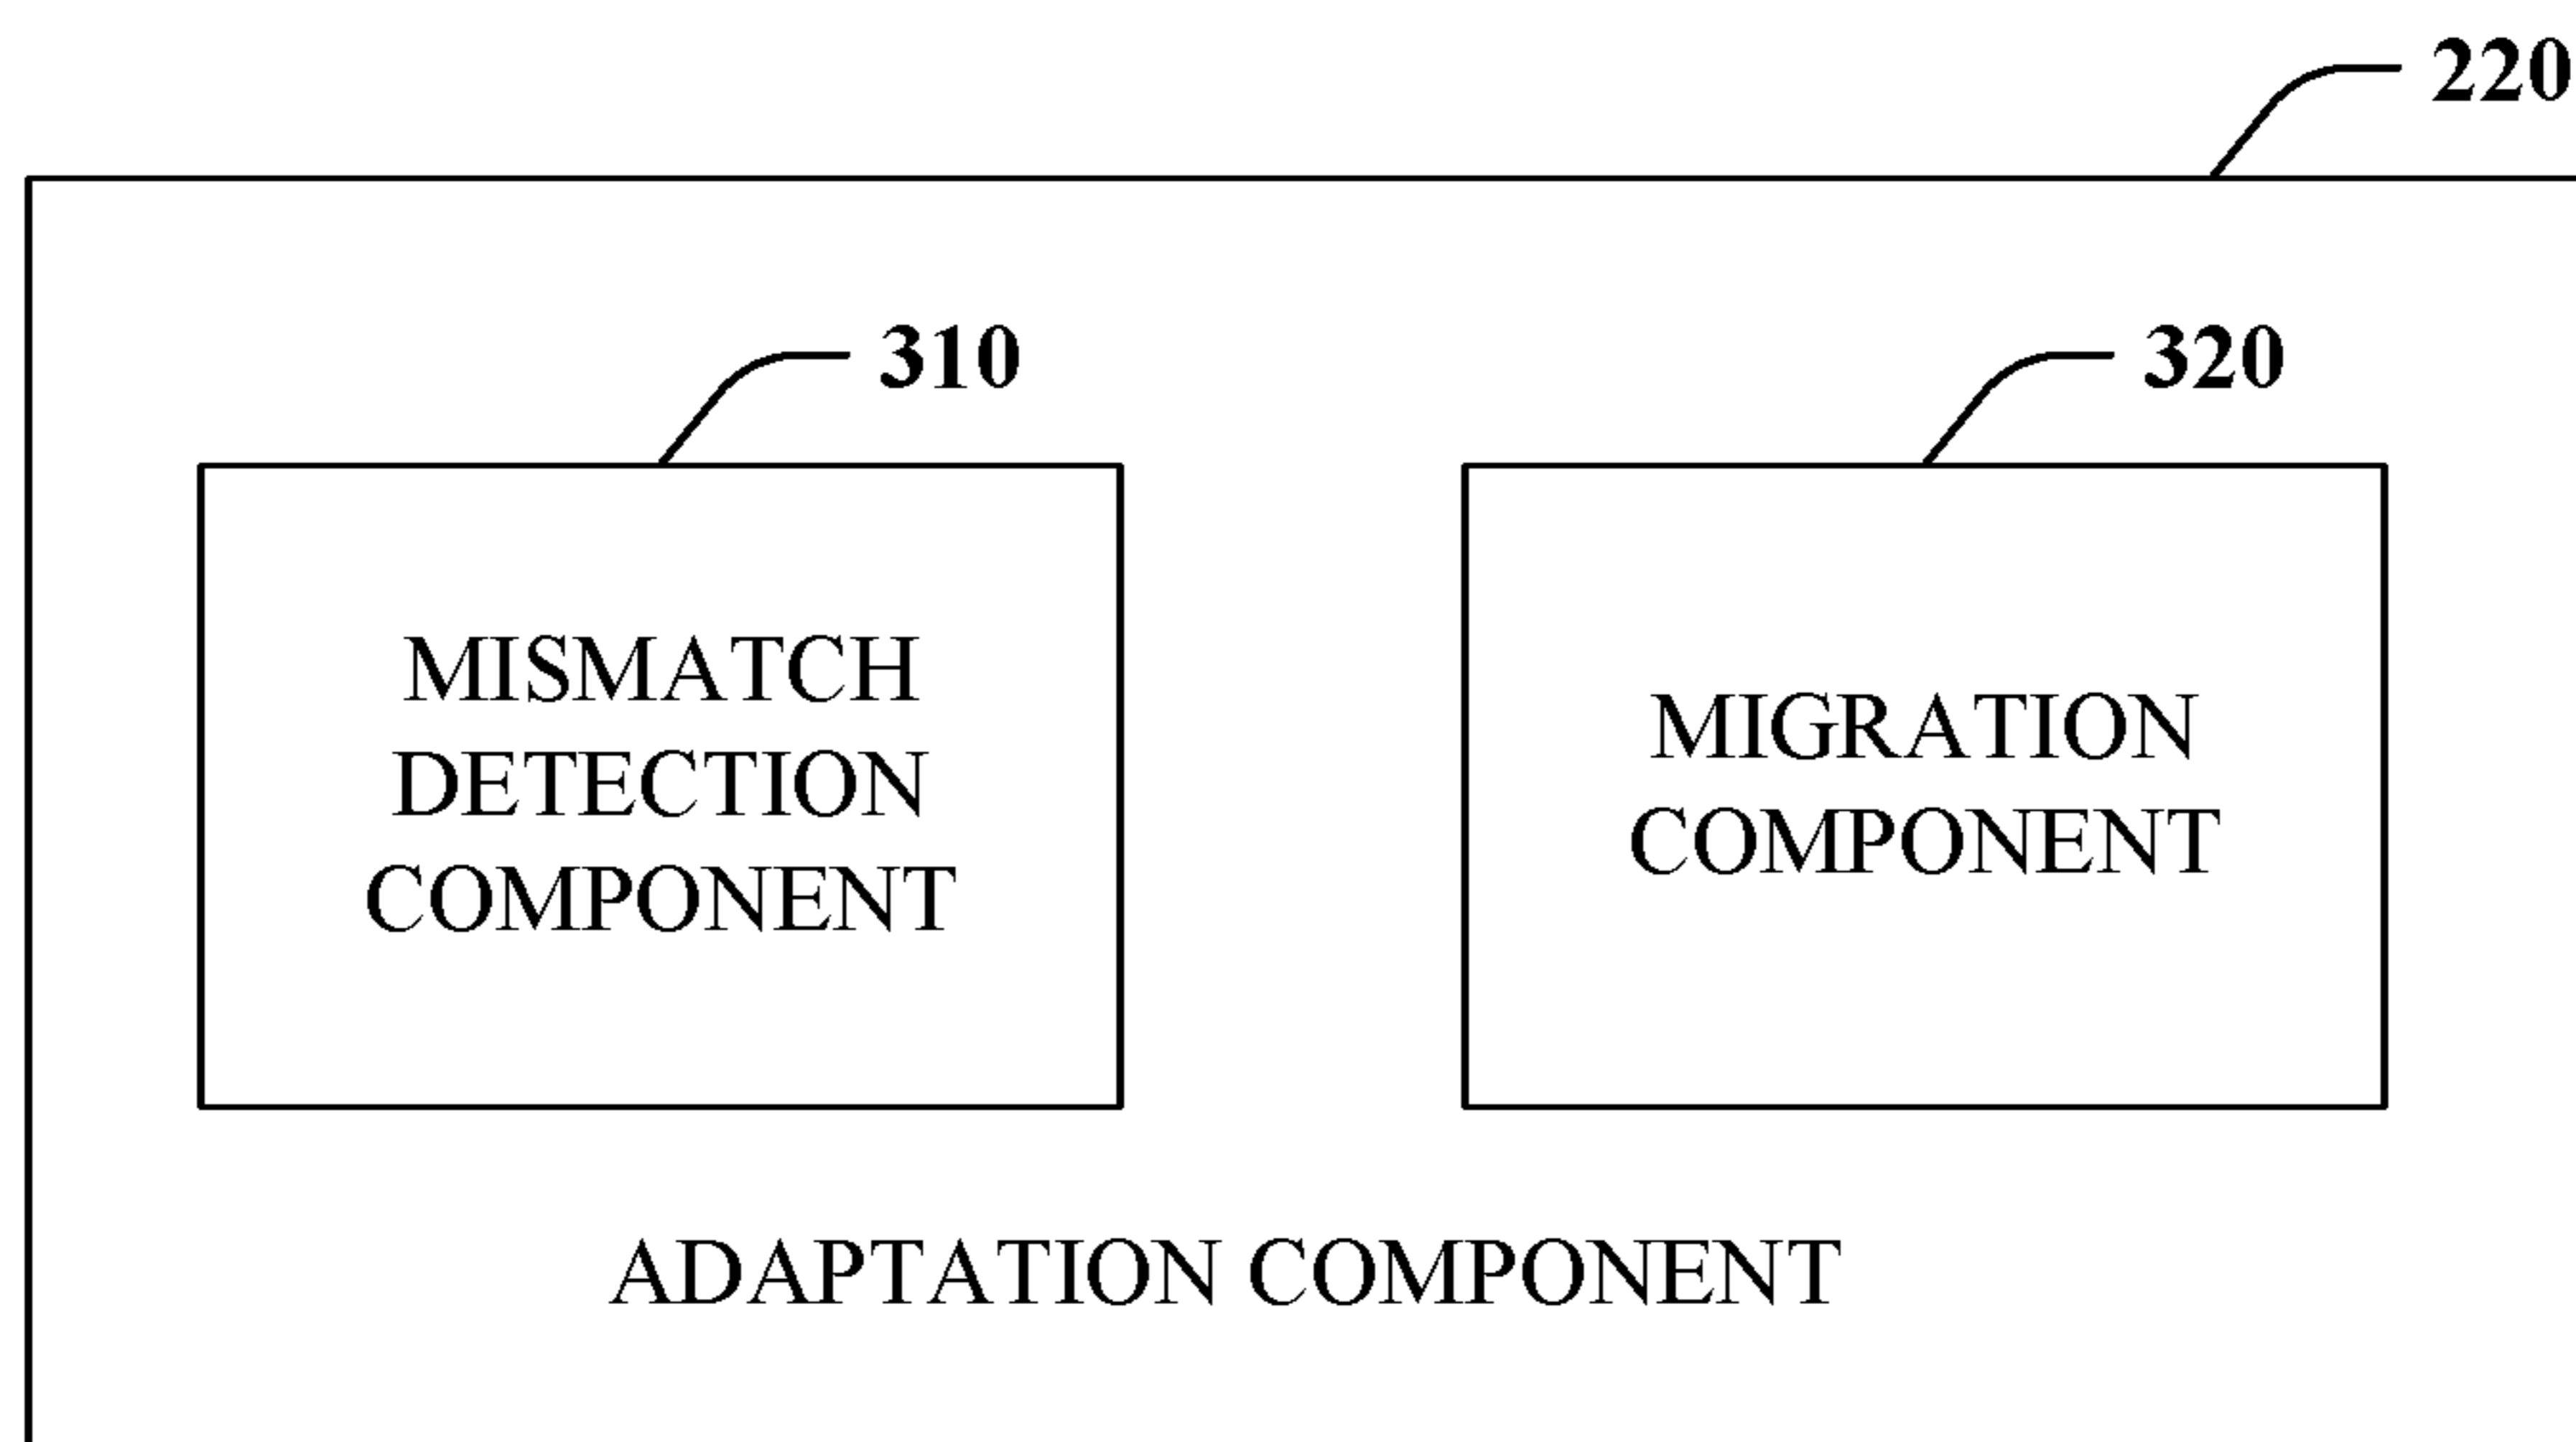 220
310
320
MISMATCH
DETECTION
COMPONENT
MIGRATION
COMPONENT
ADAPTATION COMPONENT